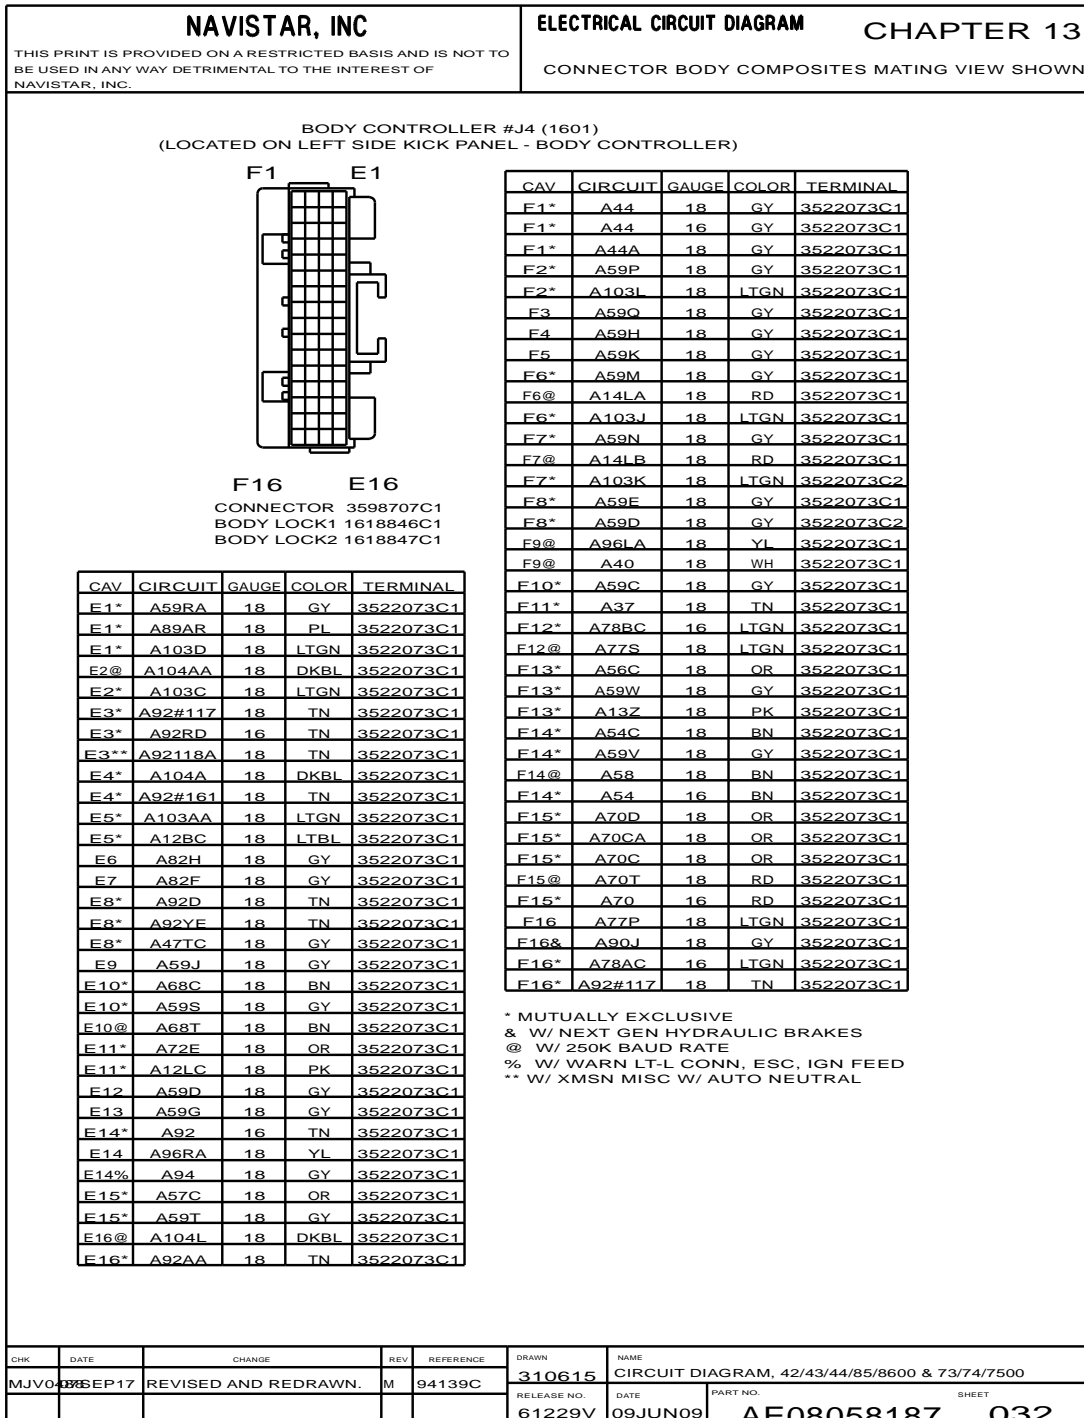 NAVISTAR, INC
THIS PRINT IS PROVIDED ON A RESTRICTED BASIS AND IS NOT TO
BE USED IN ANY WAY DETRIMENTAL TO THE INTEREST OF
NAVISTAR, INC.
ELECTRICAL CIRCUIT DIAGRAM CHAPTER 13
CONNECTOR BODY COMPOSITES MATING VIEW SHOWN
BODY CONTROLLER #J4 (1601)
(LOCATED ON LEFT SIDE KICK PANEL - BODY CONTROLLER)
F1 E1
F16 E16
CONNECTOR 3598707C1
BODY LOCK1 1618846C1
BODY LOCK2 1618847C1
CAV CIRCUIT GAUGE COLOR TERMINAL
E1* A59RA 18 GY 3522073C1
E1* A89AR 18 PL 3522073C1
E1* A103D 18 LTGN 3522073C1
E2@ A104AA 18 DKBL 3522073C1
E2* A103C 18 LTGN 3522073C1
E3* A92#117 18 TN 3522073C1
E3* A92RD 16 TN 3522073C1
E3** A92118A 18 TN 3522073C1
E4* A104A 18 DKBL 3522073C1
E4* A92#161 18 TN 3522073C1
E5* A103AA 18 LTGN 3522073C1
E5* A12BC 18 LTBL 3522073C1
E6 A82H 18 GY 3522073C1
E7 A82F 18 GY 3522073C1
E8* A92D 18 TN 3522073C1
E8* A92YE 18 TN 3522073C1
E8* A47TC 18 GY 3522073C1
E9 A59J 18 GY 3522073C1
E10* A68C 18 BN 3522073C1
E10* A59S 18 GY 3522073C1
E10@ A68T 18 BN 3522073C1
E11* A72E 18 OR 3522073C1
E11* A12LC 18 PK 3522073C1
E12 A59D 18 GY 3522073C1
E13 A59G 18 GY 3522073C1
E14* A92 16 TN 3522073C1
E14 A96RA 18 YL 3522073C1
E14% A94 18 GY 3522073C1
E15* A57C 18 OR 3522073C1
E15* A59T 18 GY 3522073C1
E16@ A104L 18 DKBL 3522073C1
E16* A92AA 18 TN 3522073C1
CAV CIRCUIT GAUGE COLOR TERMINAL
F1* A44 18 GY 3522073C1
F1* A44 16 GY 3522073C1
F1* A44A 18 GY 3522073C1
F2* A59P 18 GY 3522073C1
F2* A103L 18 LTGN 3522073C1
F3 A59Q 18 GY 3522073C1
F4 A59H 18 GY 3522073C1
F5 A59K 18 GY 3522073C1
F6* A59M 18 GY 3522073C1
F6@ A14LA 18 RD 3522073C1
F6* A103J 18 LTGN 3522073C1
F7* A59N 18 GY 3522073C1
F7@ A14LB 18 RD 3522073C1
F7* A103K 18 LTGN 3522073C2
F8* A59E 18 GY 3522073C1
F8* A59D 18 GY 3522073C2
F9@ A96LA 18 YL 3522073C1
F9@ A40 18 WH 3522073C1
F10* A59C 18 GY 3522073C1
F11* A37 18 TN 3522073C1
F12* A78BC 16 LTGN 3522073C1
F12@ A77S 18 LTGN 3522073C1
F13* A56C 18 OR 3522073C1
F13* A59W 18 GY 3522073C1
F13* A13Z 18 PK 3522073C1
F14* A54C 18 BN 3522073C1
F14* A59V 18 GY 3522073C1
F14@ A58 18 BN 3522073C1
F14* A54 16 BN 3522073C1
F15* A70D 18 OR 3522073C1
F15* A70CA 18 OR 3522073C1
F15* A70C 18 OR 3522073C1
F15@ A70T 18 RD 3522073C1
F15* A70 16 RD 3522073C1
F16 A77P 18 LTGN 3522073C1
F16& A90J 18 GY 3522073C1
F16* A78AC 16 LTGN 3522073C1
F16* A92#117 18 TN 3522073C1
* MUTUALLY EXCLUSIVE
& W/ NEXT GEN HYDRAULIC BRAKES
@ W/ 250K BAUD RATE
% W/ WARN LT-L CONN, ESC, IGN FEED
** W/ XMSN MISC W/ AUTO NEUTRAL
CHK DATE CHANGE REV REFERENCE
SEP17 REVISED AND REDRAWN. M 94139C
DRAWN NAME
310615 CIRCUIT DIAGRAM, 42/43/44/85/8600 & 73/74/7500
RELEASE NO. DATE PART NO. SHEET
61229V 09JUN09 AE08058187 032